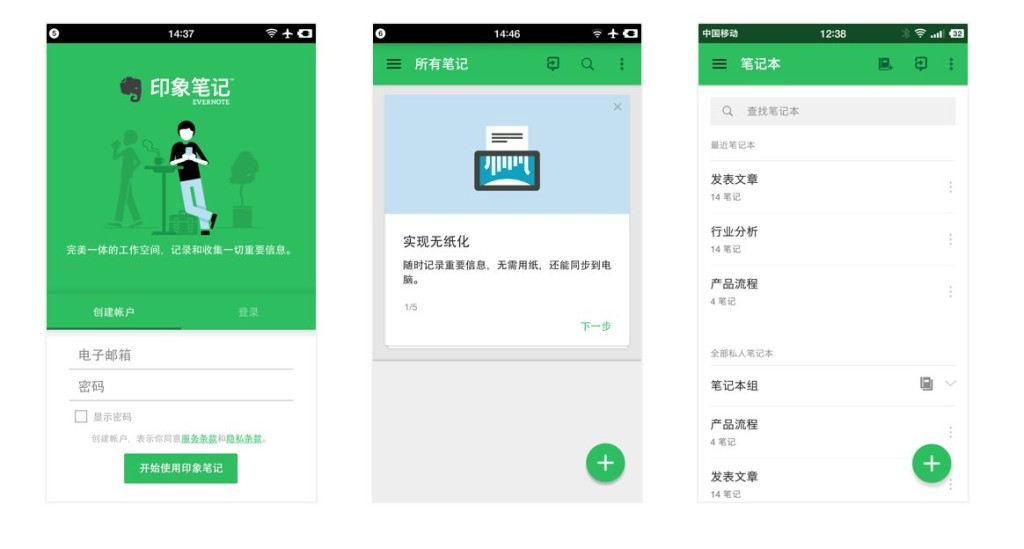 5
14:37
印象笔记
EVERNOTE
完美一体的工作空间，记录和收集一切重要信息。
创建帐户
登录
电子邮箱
密码
显示密码
创建帐户，表示你同意服务条款和隐私条款。
开始使用印象笔记
6
14:46
所有笔记
实现无纸化
随时记录重要信息，无需用纸，还能同步到电
脑。
1/5
下一步
中国移动
12:38
32
笔记本
查找笔记本
最近笔记本
发表文章
14 笔记
行业分析
14 笔记
产品流程
4 笔记
全部私人笔记本
笔记本组
产品流程
4 笔记
发表文章
14 笔记